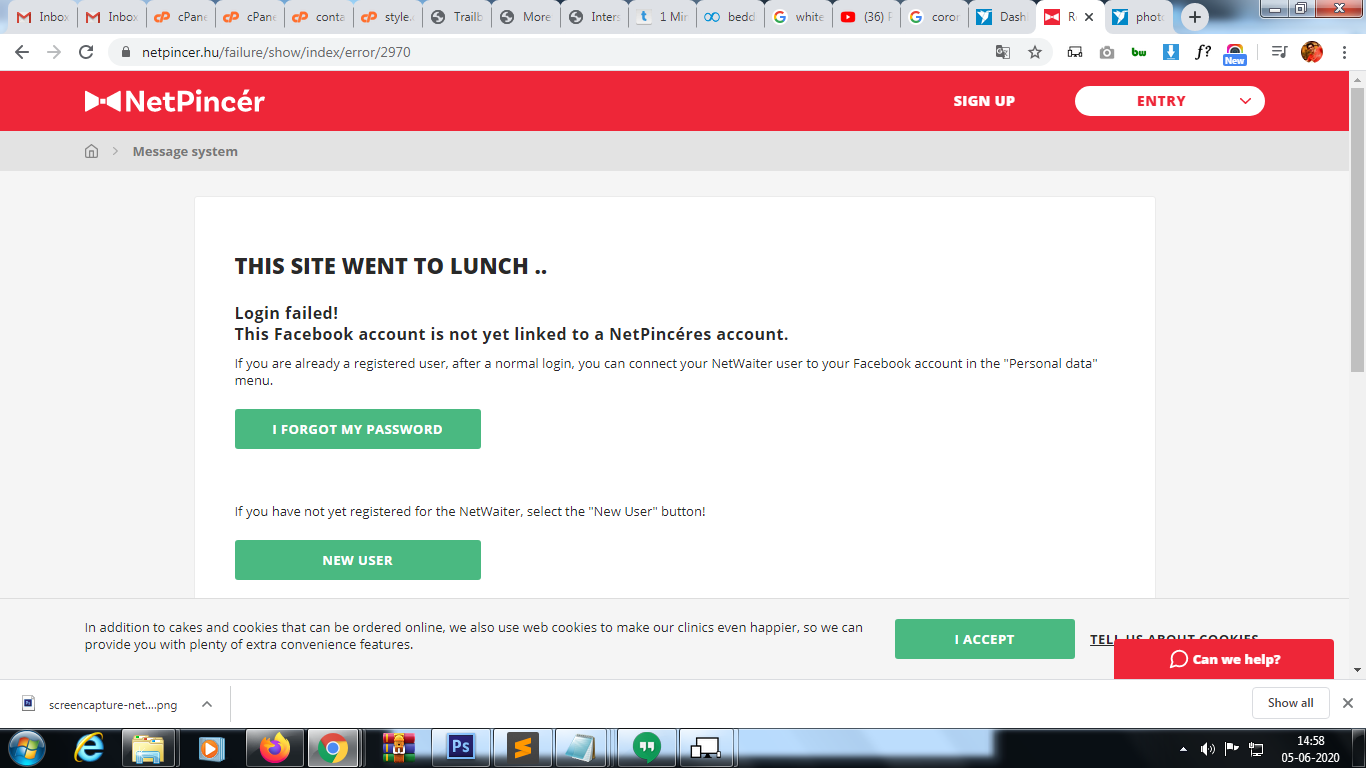 Inbox
Inbox
cPane
cPane
conta
style.c
Trailb
More
Inters
1 Mir
bedd
white
(36)
coror
Dash
R
photo
netpincer.hu/failure/show/index/error/2970
bw
f?
New
NetPincér
SIGN UP
ENTRY
Message system
THIS SITE WENT TO LUNCH ..
Login failed!
This Facebook account is not yet linked to a NetPincéres account.
If you are already a registered user, after a normal login, you can connect your NetWaiter user to your Facebook account in the "Personal data"
menu.
I FORGOT MY PASSWORD
If you have not yet registered for the NetWaiter, select the "New User" button!
NEW USER
In addition to cakes and cookies that can be ordered online, we also use web cookies to make our clinics even happier, so we can
provide you with plenty of extra convenience features.
I ACCEPT
TELL US ABOUT COOKIES
Can we help?
screencapture-net....png
Show all
Ps
14:58
05-06-2020